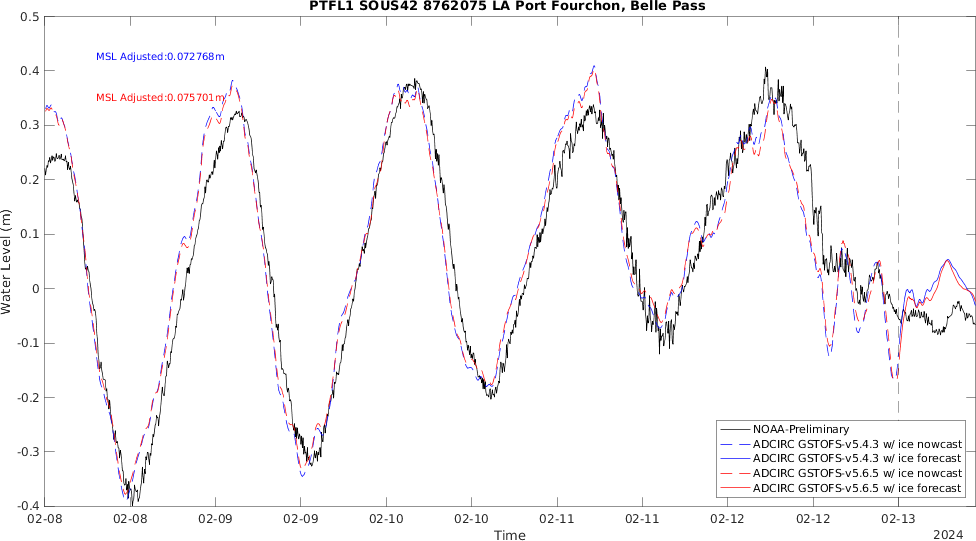 PTFL1 SOUS42 8762075 LA Port Fourchon, Belle Pass
MSL Adjusted:0.072768m
MSL Adjusted:0.075701m
Water Level (m)
0.5
0.4
0.3
0.2
0.1
0
-0.1
-0.2
-0.3
-0.4
NOAA-Preliminary
ADCIRC GSTOFS-v5.4.3 w/ ice nowcast
ADCIRC GSTOFS-v5.4.3 w/ ice forecast
ADCIRC GSTOFS-v5.6.5 w/ ice nowcast
ADCIRC GSTOFS-v5.6.5 w/ ice forecast
02-08 02-08 02-09 02-09 02-10 02-10 02-11 02-11 02-12 02-12 02-13
Time
2024